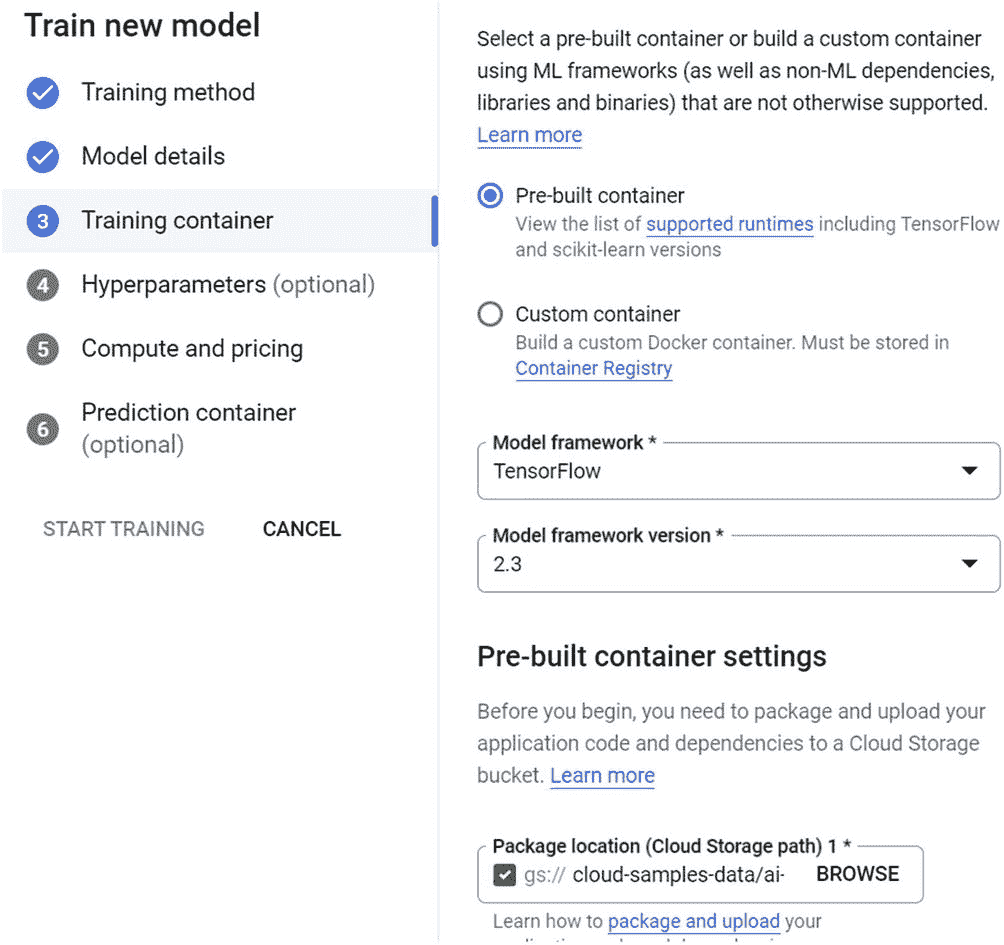 Train new model
Training method
Model details
3 Training container
4 Hyperparameters (optional)
5 Compute and pricing
6 Prediction container
(optional)
START TRAINING CANCEL
Select a pre-built container or build a custom container
using ML frameworks (as well as non-ML dependencies,
libraries and binaries) that are not otherwise supported.
Learn more
Pre-built container
View the list of supported runtimes including TensorFlow
and scikit-learn versions
Custom container
Build a custom Docker container. Must be stored in
Container Registry
Model framework *
TensorFlow
Model framework version *
2.3
Pre-built container settings
Before you begin, you need to package and upload your
application code and dependencies to a Cloud Storage
bucket. Learn more
Package location (Cloud Storage path) 1 *
gs:// cloud-samples-data/ai- BROWSE
Learn how to package and upload your